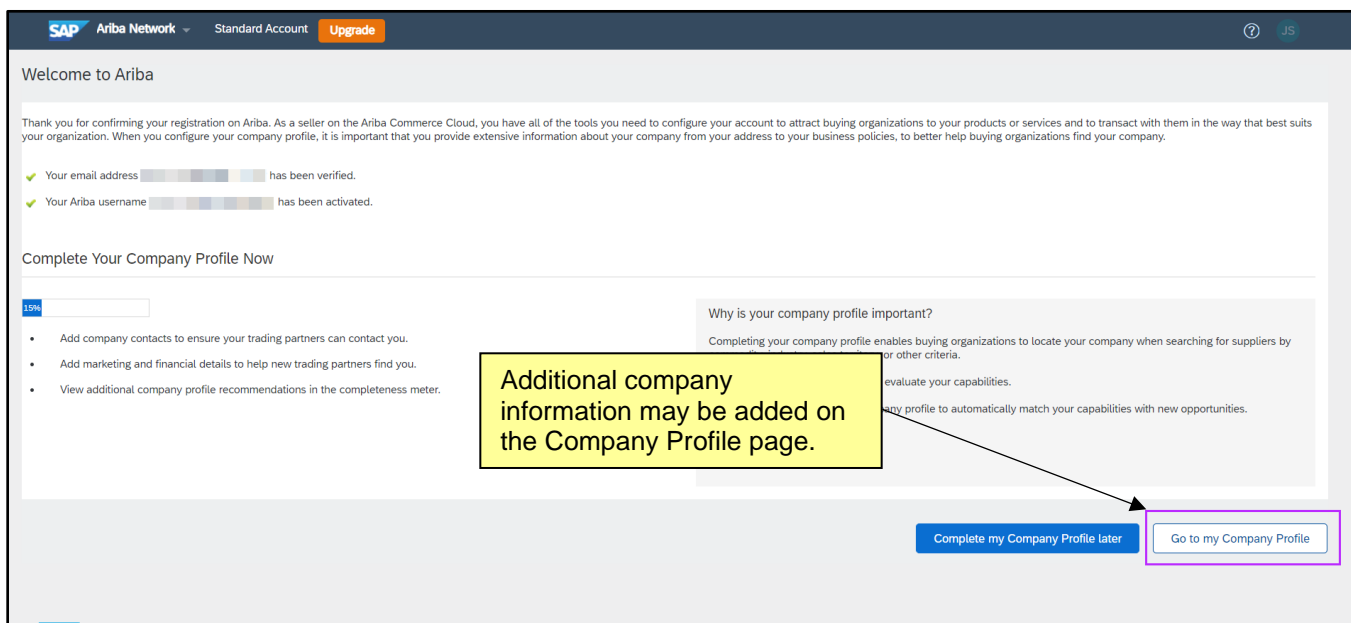 SAP Ariba Network Standard Account Upgrade ? JS
Welcome to Ariba
Thank you for confirming your registration on Ariba. As a seller on the Ariba Commerce Cloud, you have all of the tools you need to configure your account to attract buying organizations to your products or services and to transact with them in the way that best suits
your organization. When you configure your company profile, it is important that you provide extensive information about your company from your address to your business policies, to better help buying organizations find your company.
Your email address has been verified.
Your Ariba username has been activated.
Complete Your Company Profile Now
15%
• Add company contacts to ensure your trading partners can contact you.
• Add marketing and financial details to help new trading partners find you.
• View additional company profile recommendations in the completeness meter.
Why is your company profile important?
Completing your company profile enables buying organizations to locate your company when searching for suppliers by
or other criteria.
evaluate your capabilities.
profile to automatically match your capabilities with new opportunities.
Additional company
information may be added on
the Company Profile page.
Complete my Company Profile later
Go to my Company Profile